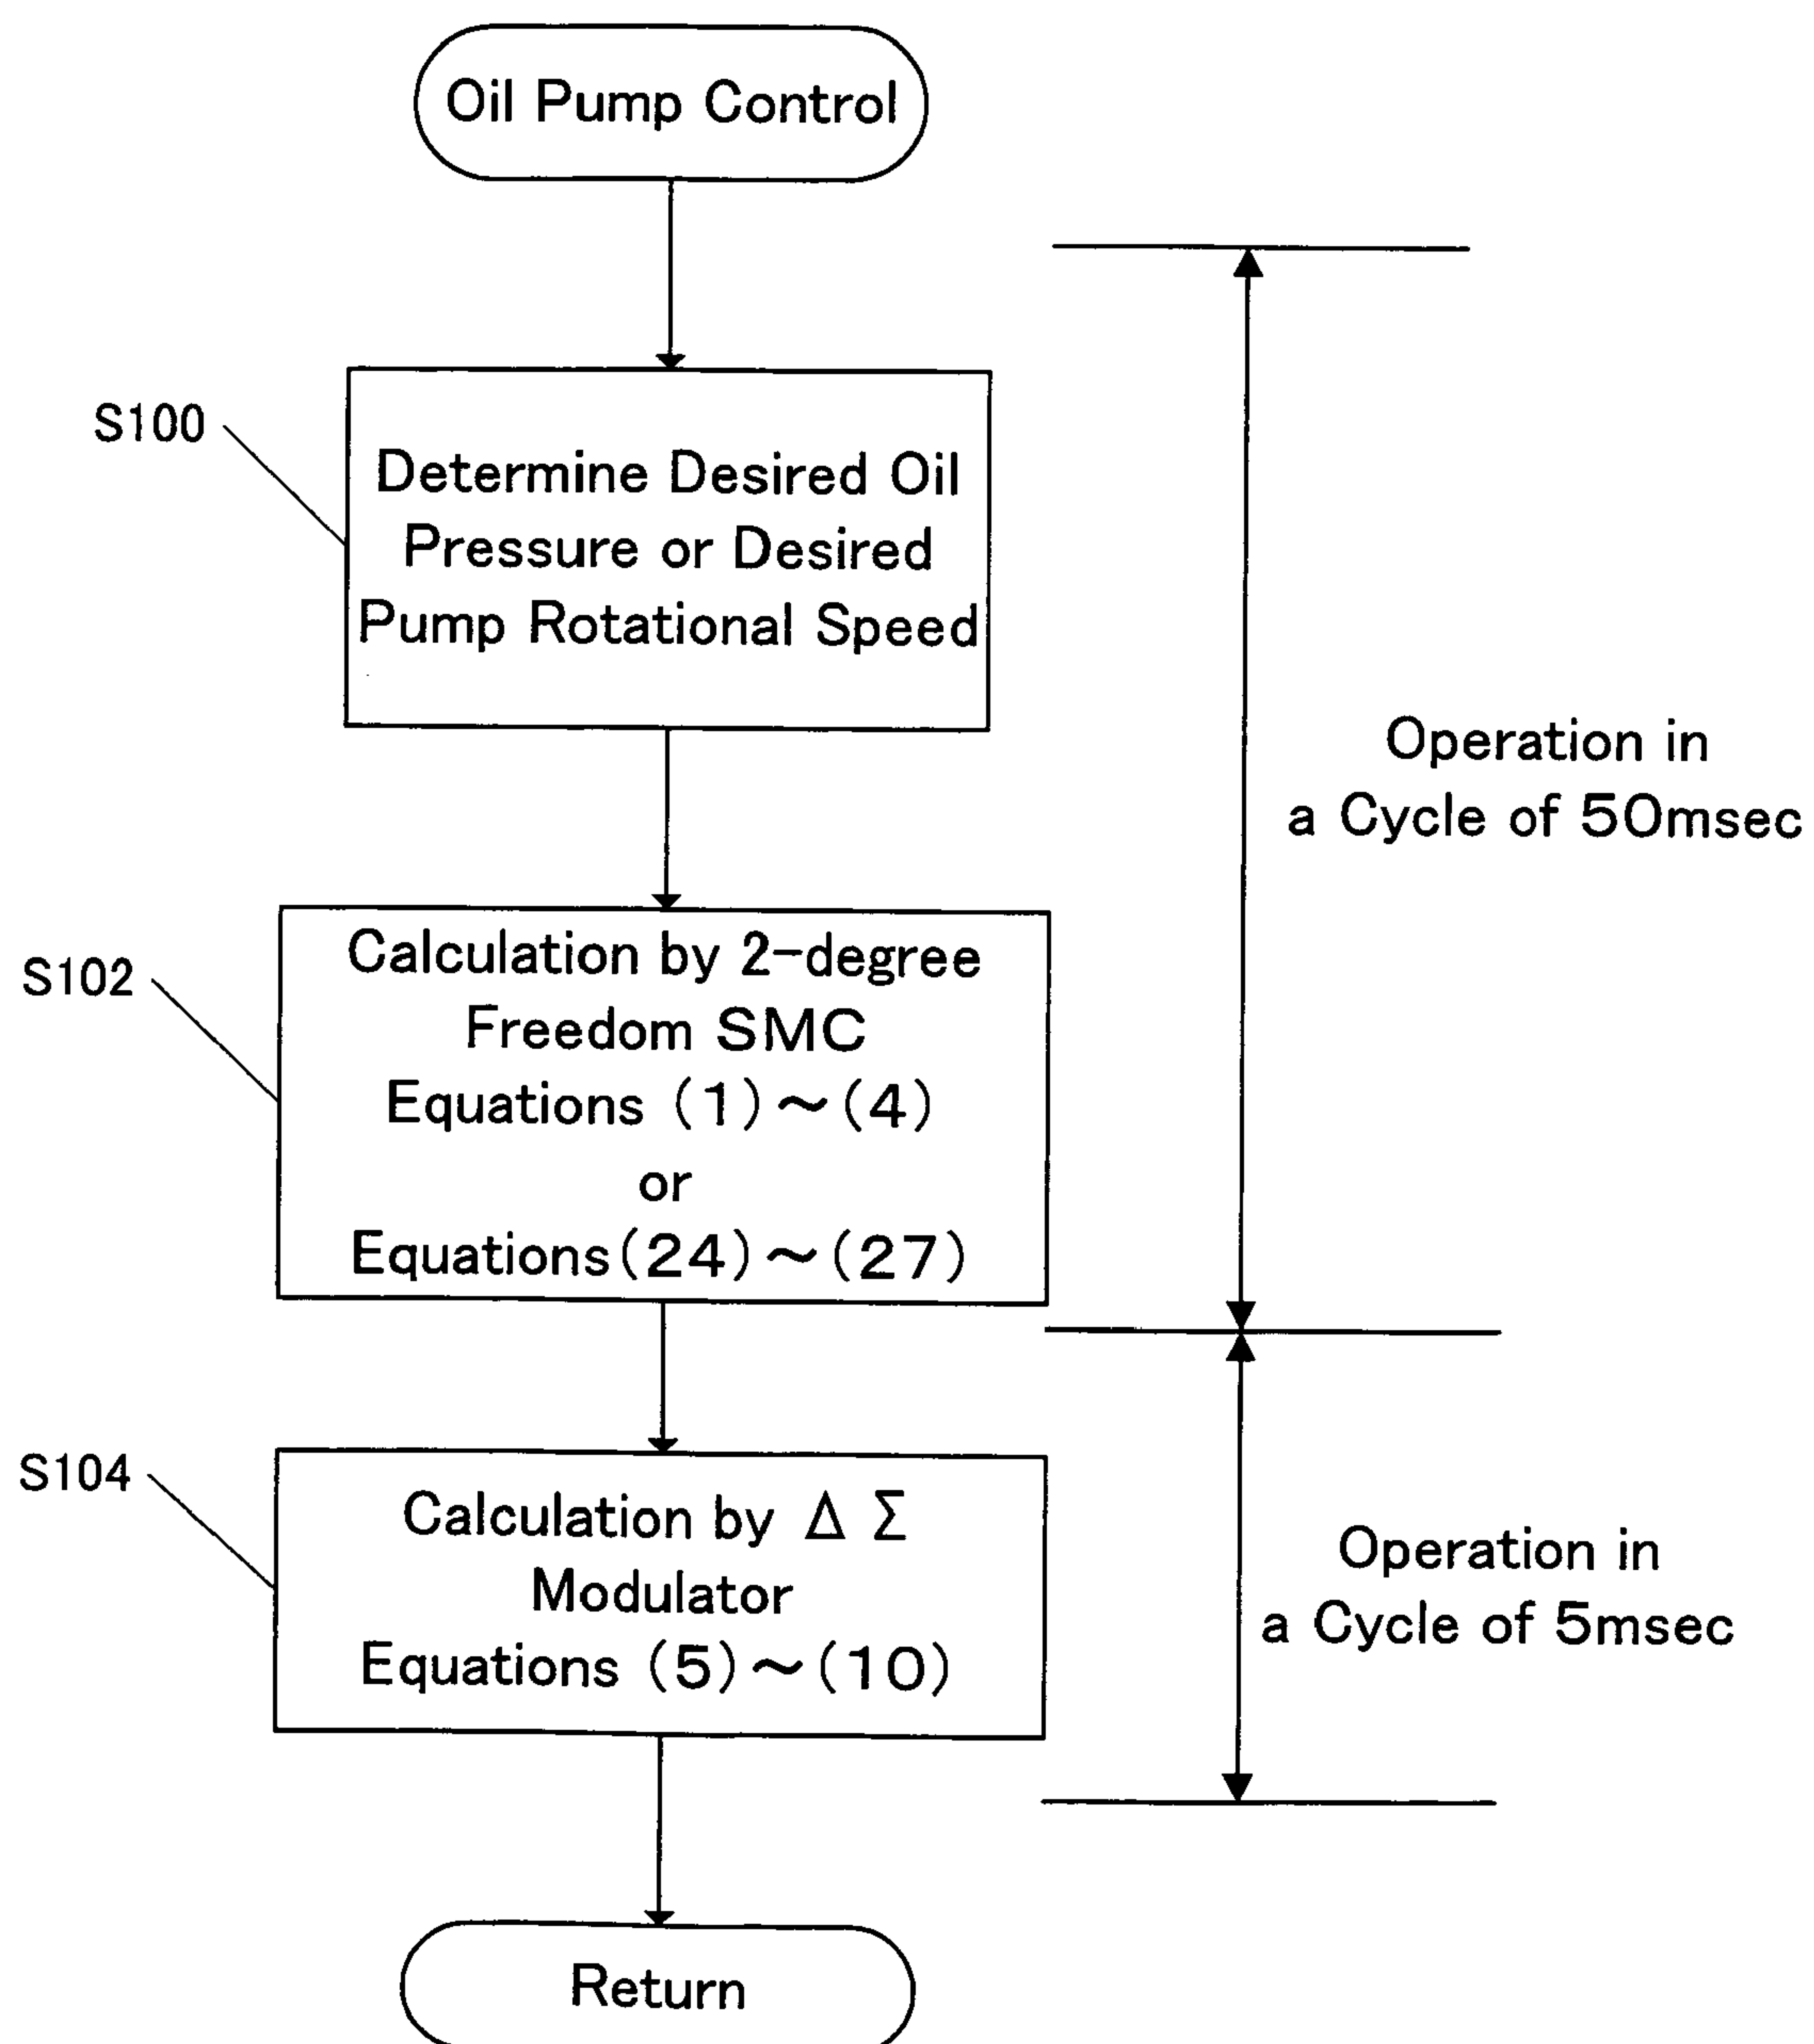 Oil Pump Control
S100
Determine Desired Oil
Pressure or Desired
Pump Rotational Speed
Operation in
a Cycle of 50msec
S102
Calculation by 2-degree
Freedom SMC
Equations (1)~(4)
or
Equations(24)~(27)
S104
Calculation by Δ Σ
Modulator
Equations (5)~(10)
Operation in
a Cycle of 5msec
Return